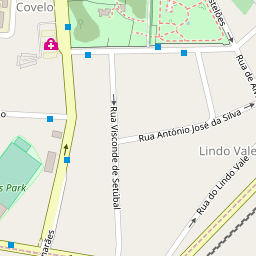 Covelo
Rua Visconde de Setúbal
Rua António José da Silva
Lindo Vale
Rua do Lindo Vale
Park